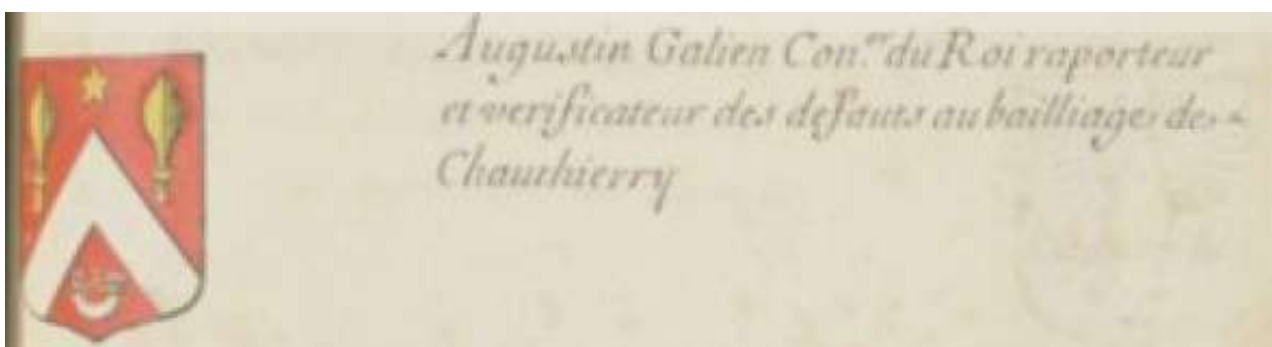 Augustin Galien Con.er du Roi raporteur
et verificateur des defauts au bailliage de
Chauthierry